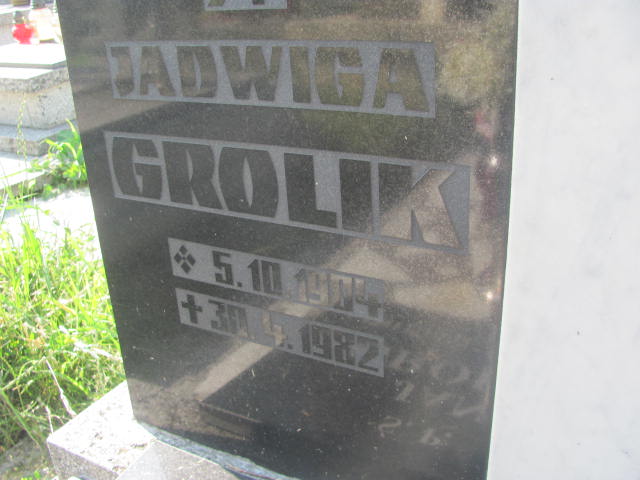 JADWIGA
GROLIK
5.10.1904
✝ 30.4.1982